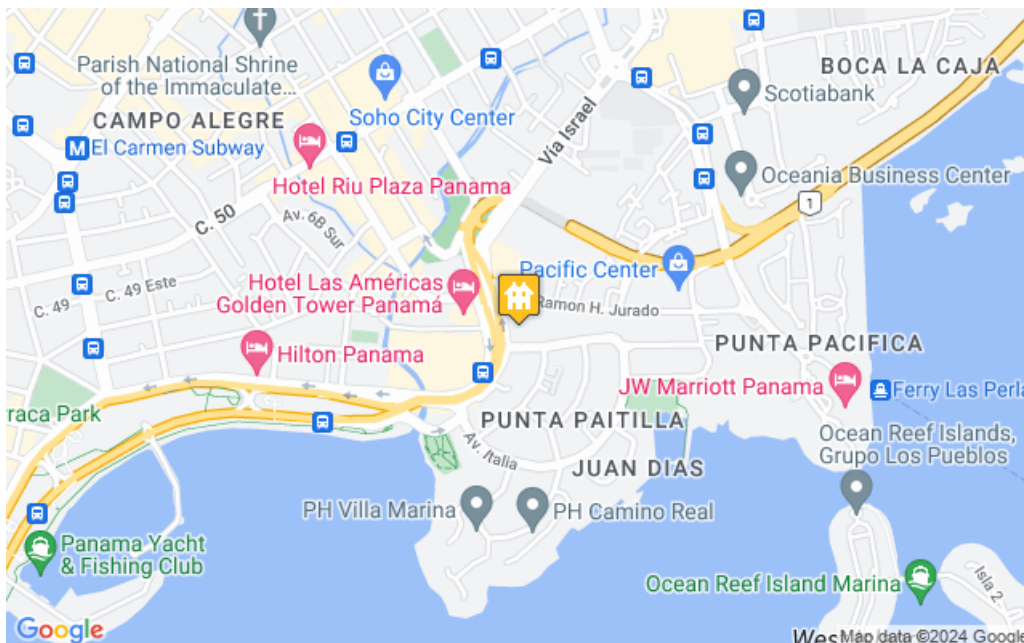 Parish National Shrine
of the Immaculate...
BOCA LA CAJA
Scotiabank
CAMPO ALEGRE
Soho City Center
M
El Carmen Subway
Vía Israel
Hotel Riu Plaza Panama
Oceania Business Center
1
C. 50
Av. 6B Sur
Pacific Center
C. 49
C. 49 Este
Hotel Las Américas
Golden Tower Panamá
Ramon H. Jurado
Hilton Panama
PUNTA PACIFICA
JW Marriott Panama
Ferry Las Perla
rraca Park
PUNTA PAITILLA
Ocean Reef Islands,
Grupo Los Pueblos
Av. Italia
JUAN DIAS
PH Villa Marina
PH Camino Real
Panama Yacht
& Fishing Club
Ocean Reef Island Marina
Isla 2.
Google
Wes
Map data ©2024 Google